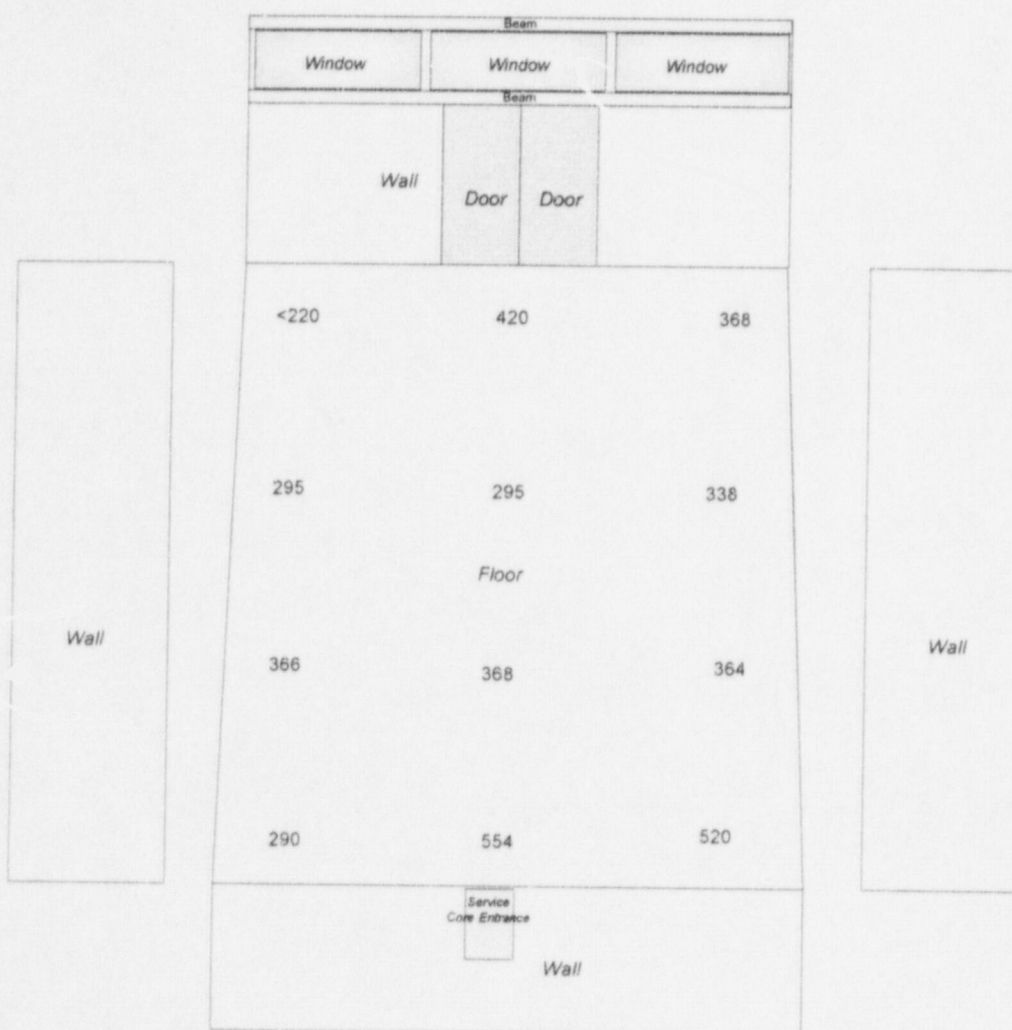 Beam
Window Window Window
Beam
Wall
Door Door
<220 420 368
295 295 338
Floor
Wall
Wall
366 368 364
290 554 520
Service
Core Entrance
Wall